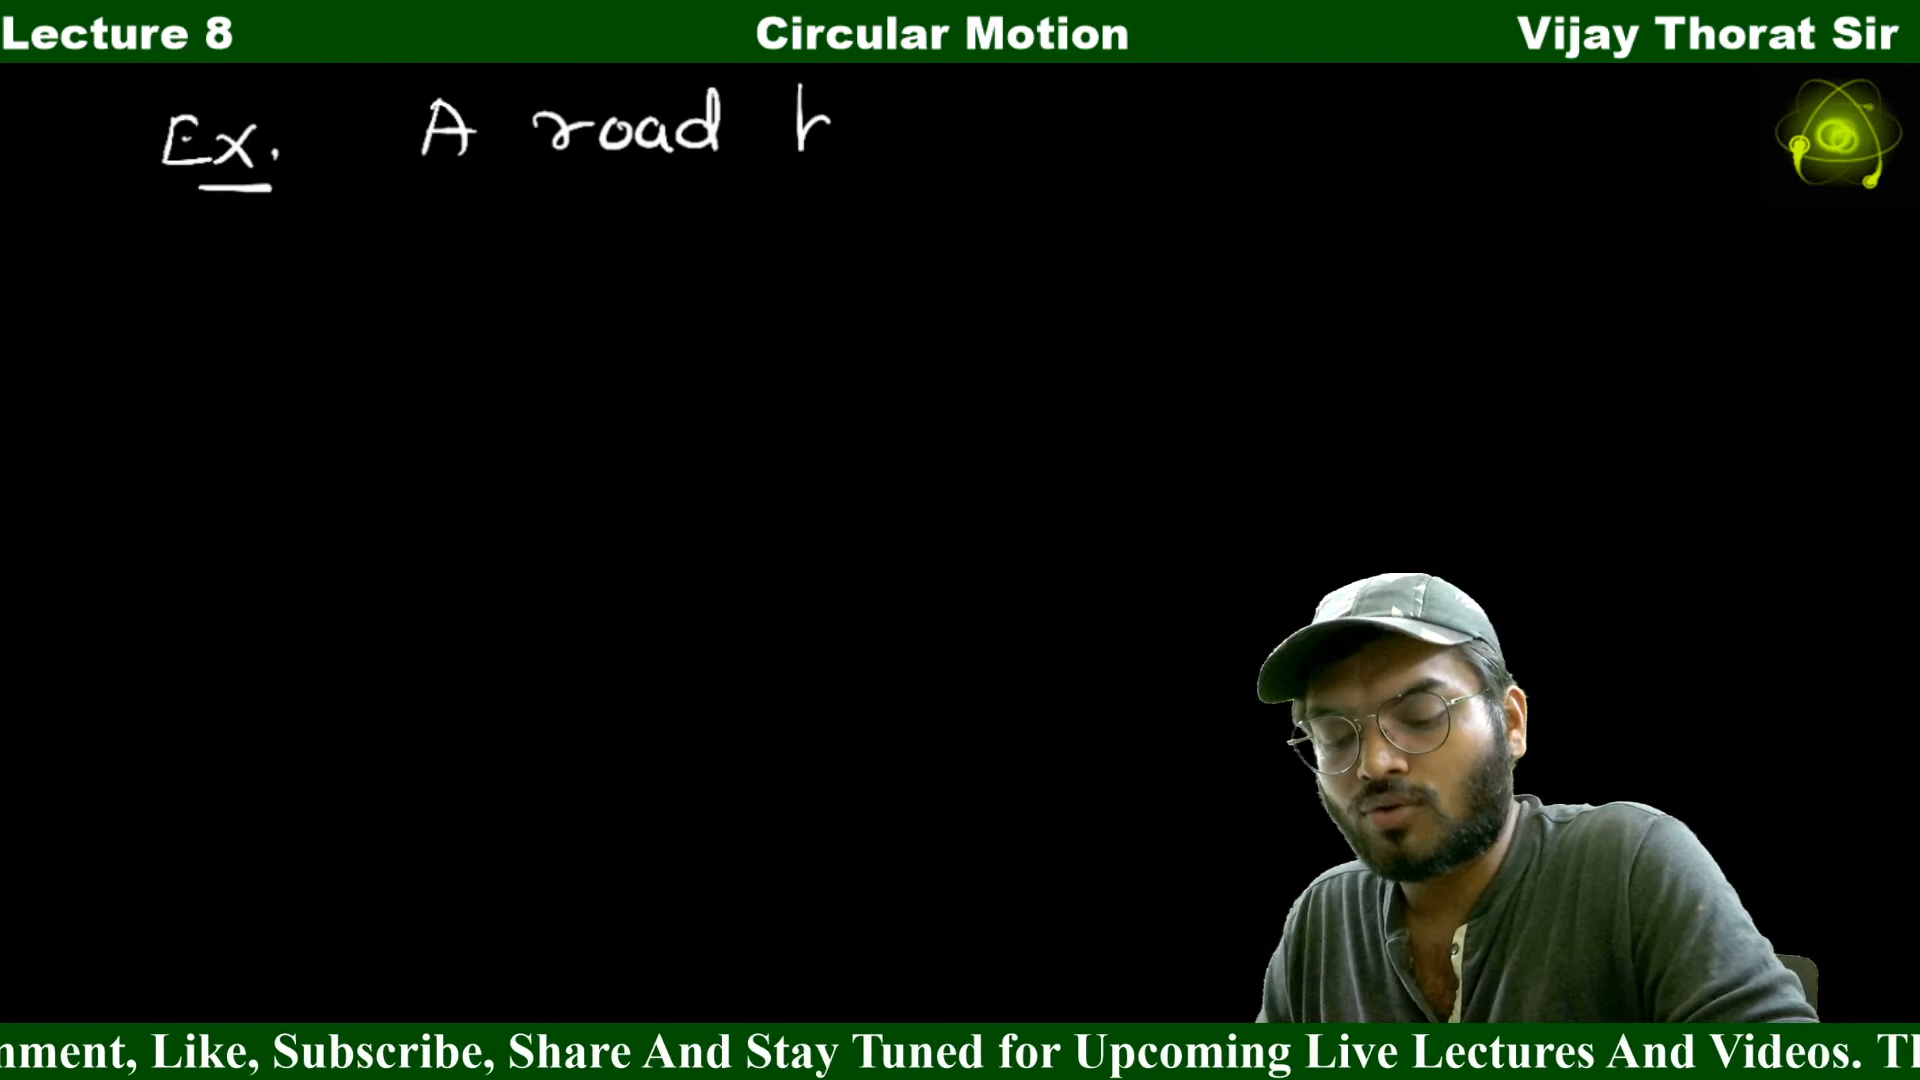 Lecture 8 Circular Motion Vijay Thorat Sir
Ex. A road
nment, Like, Subscribe, Share And Stay Tuned for Upcoming Live Lectures And Videos. Tl